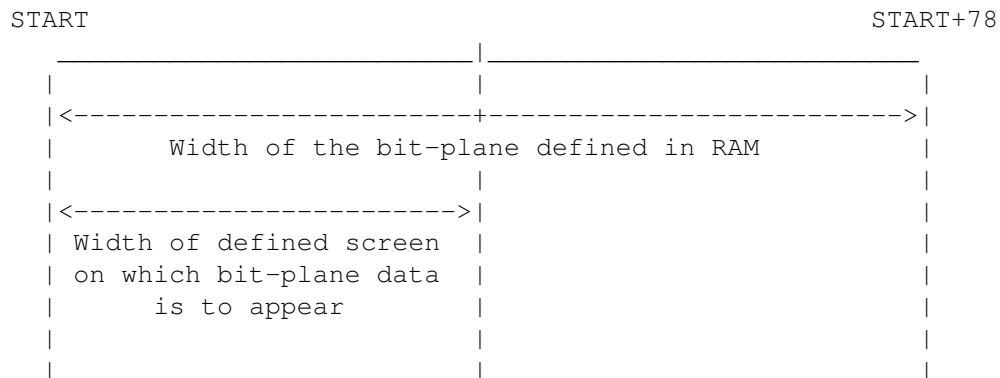 START START+78
Width of the bit-plane defined in RAM
Width of defined screen
on which bit-plane data
is to appear